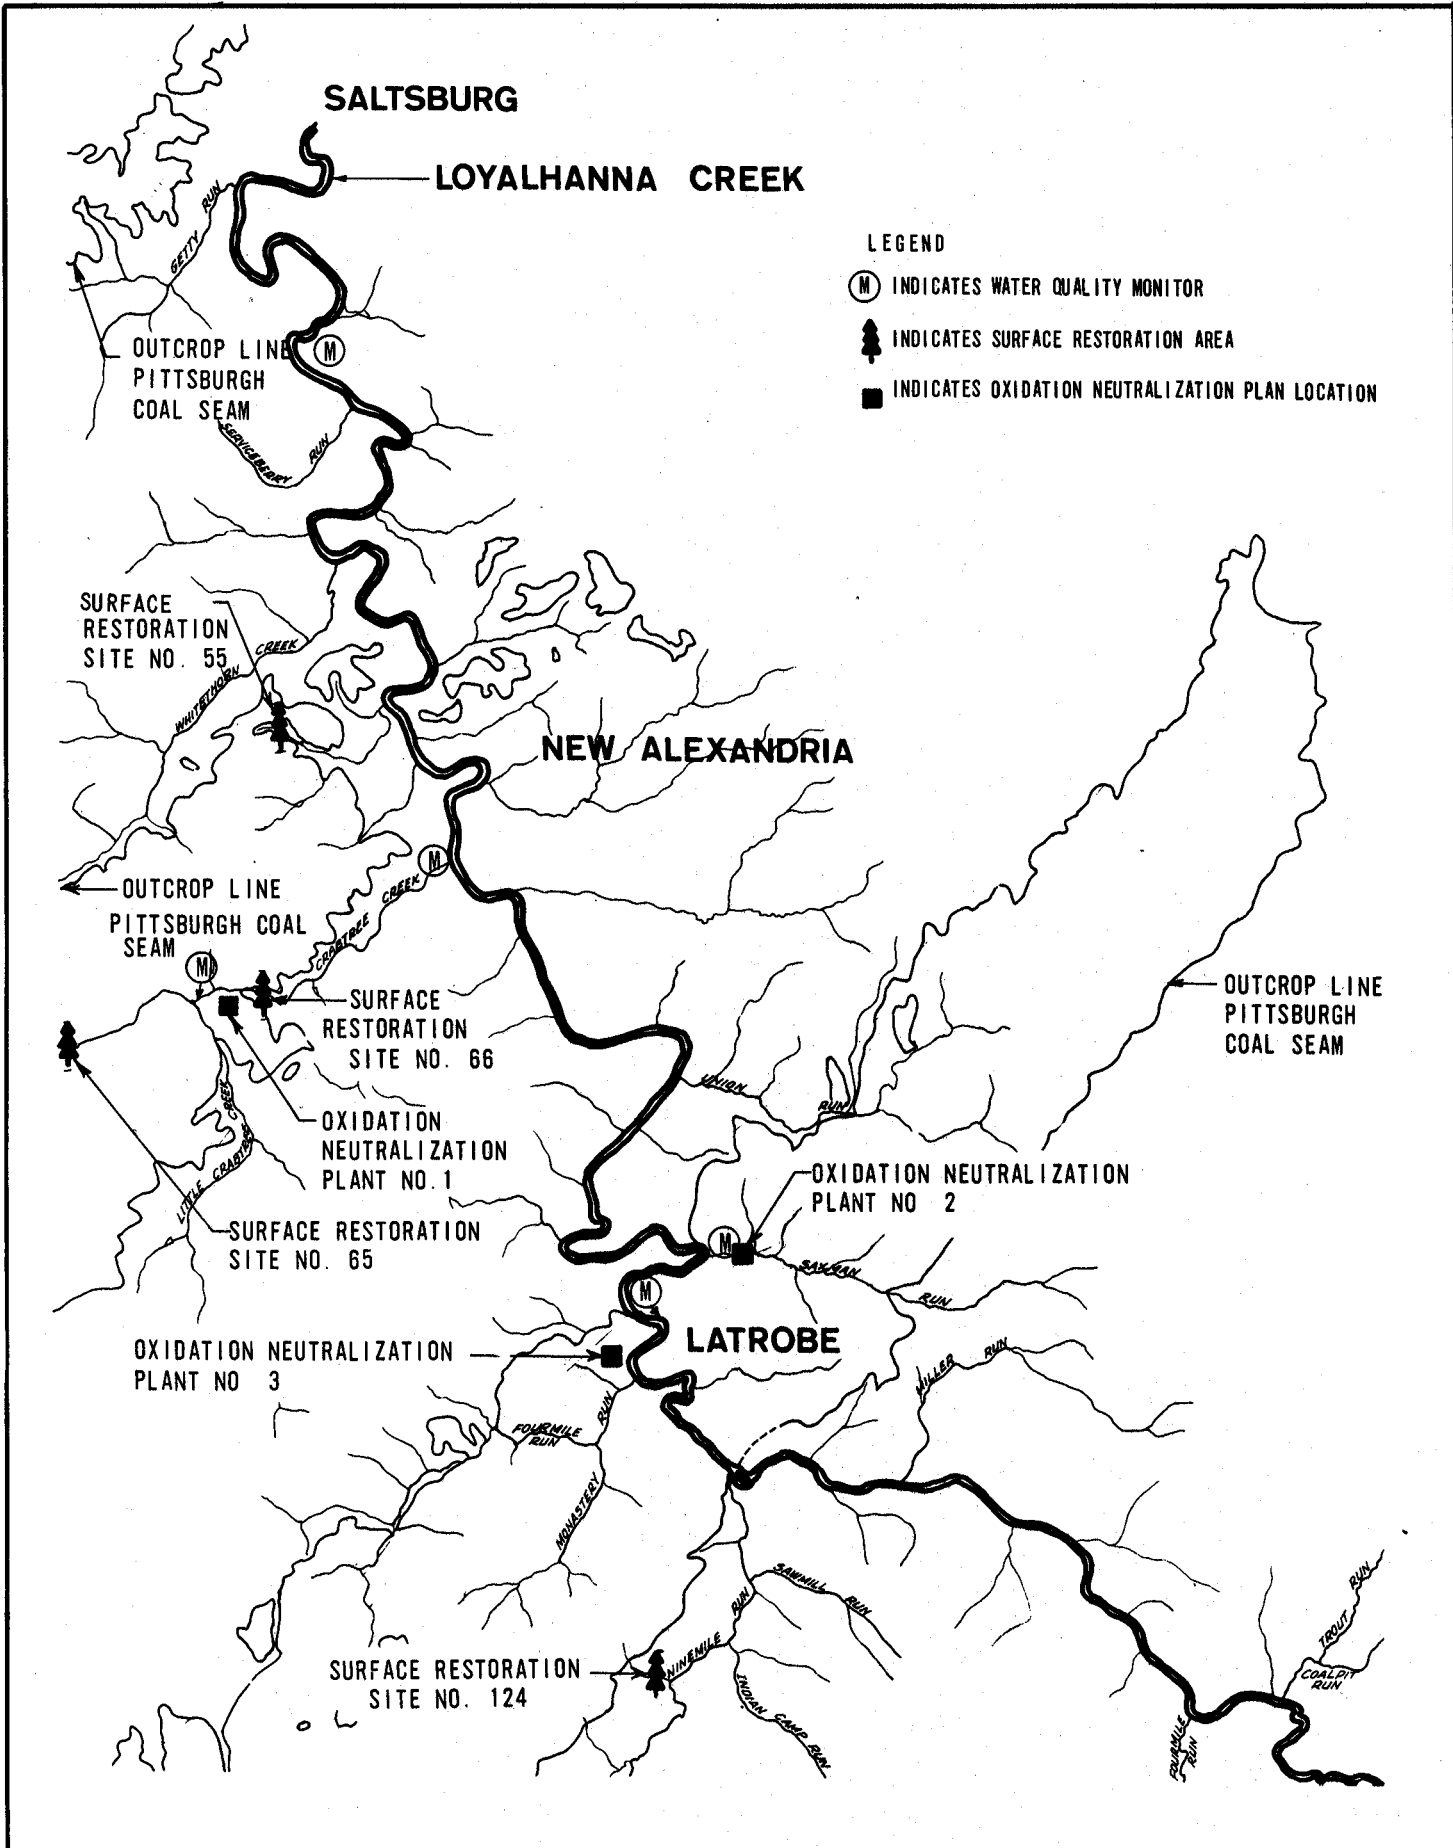 SALTSBURG
LOYALHANNA CREEK
GETTY RUN
LEGEND
M INDICATES WATER QUALITY MONITOR
INDICATES SURFACE RESTORATION AREA
INDICATES OXIDATION NEUTRALIZATION PLAN LOCATION
OUTCROP LINE
PITTSBURGH
COAL SEAM
M
SERVICEBERRY RUN
SURFACE
RESTORATION
SITE NO. 55
WHITETHORN CREEK
NEW ALEXANDRIA
M
OUTCROP LINE
PITTSBURGH COAL
SEAM
CRABTREE CREEK
M
SURFACE
RESTORATION
SITE NO. 66
OUTCROP LINE
PITTSBURGH
COAL SEAM
UNION RUN
OXIDATION
NEUTRALIZATION
PLANT NO. 1
LITTLE CRABTREE CREEK
OXIDATION NEUTRALIZATION
PLANT NO 2
SURFACE RESTORATION
SITE NO. 65
M
SAXMAN RUN
M
LATROBE
OXIDATION NEUTRALIZATION
PLANT NO 3
MILLER RUN
FOURMILE
RUN
MONASTERY RUN
SAWMILL RUN
NINEMILE RUN
SURFACE RESTORATION
SITE NO. 124
INDIAN CAMP RUN
TROUT RUN
COALPIT
RUN
FOURMILE
RUN